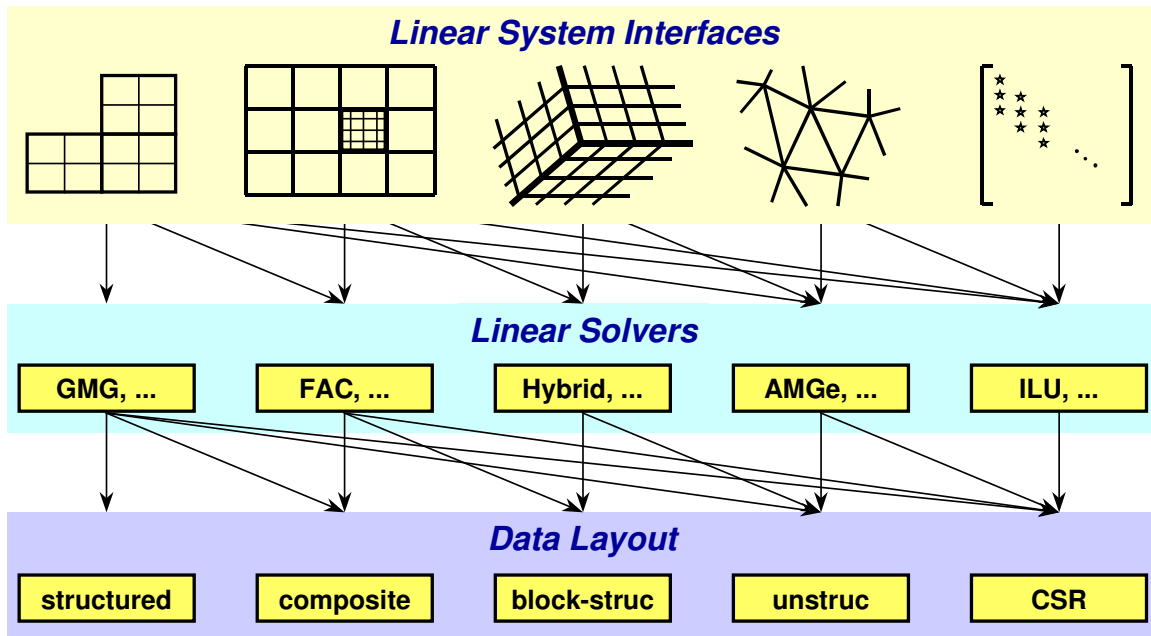 Linear System Interfaces
Linear Solvers
GMG, ...
FAC, ...
Hybrid, ...
AMGe, ...
ILU, ...
Data Layout
structured
composite
block-struc
unstruc
CSR